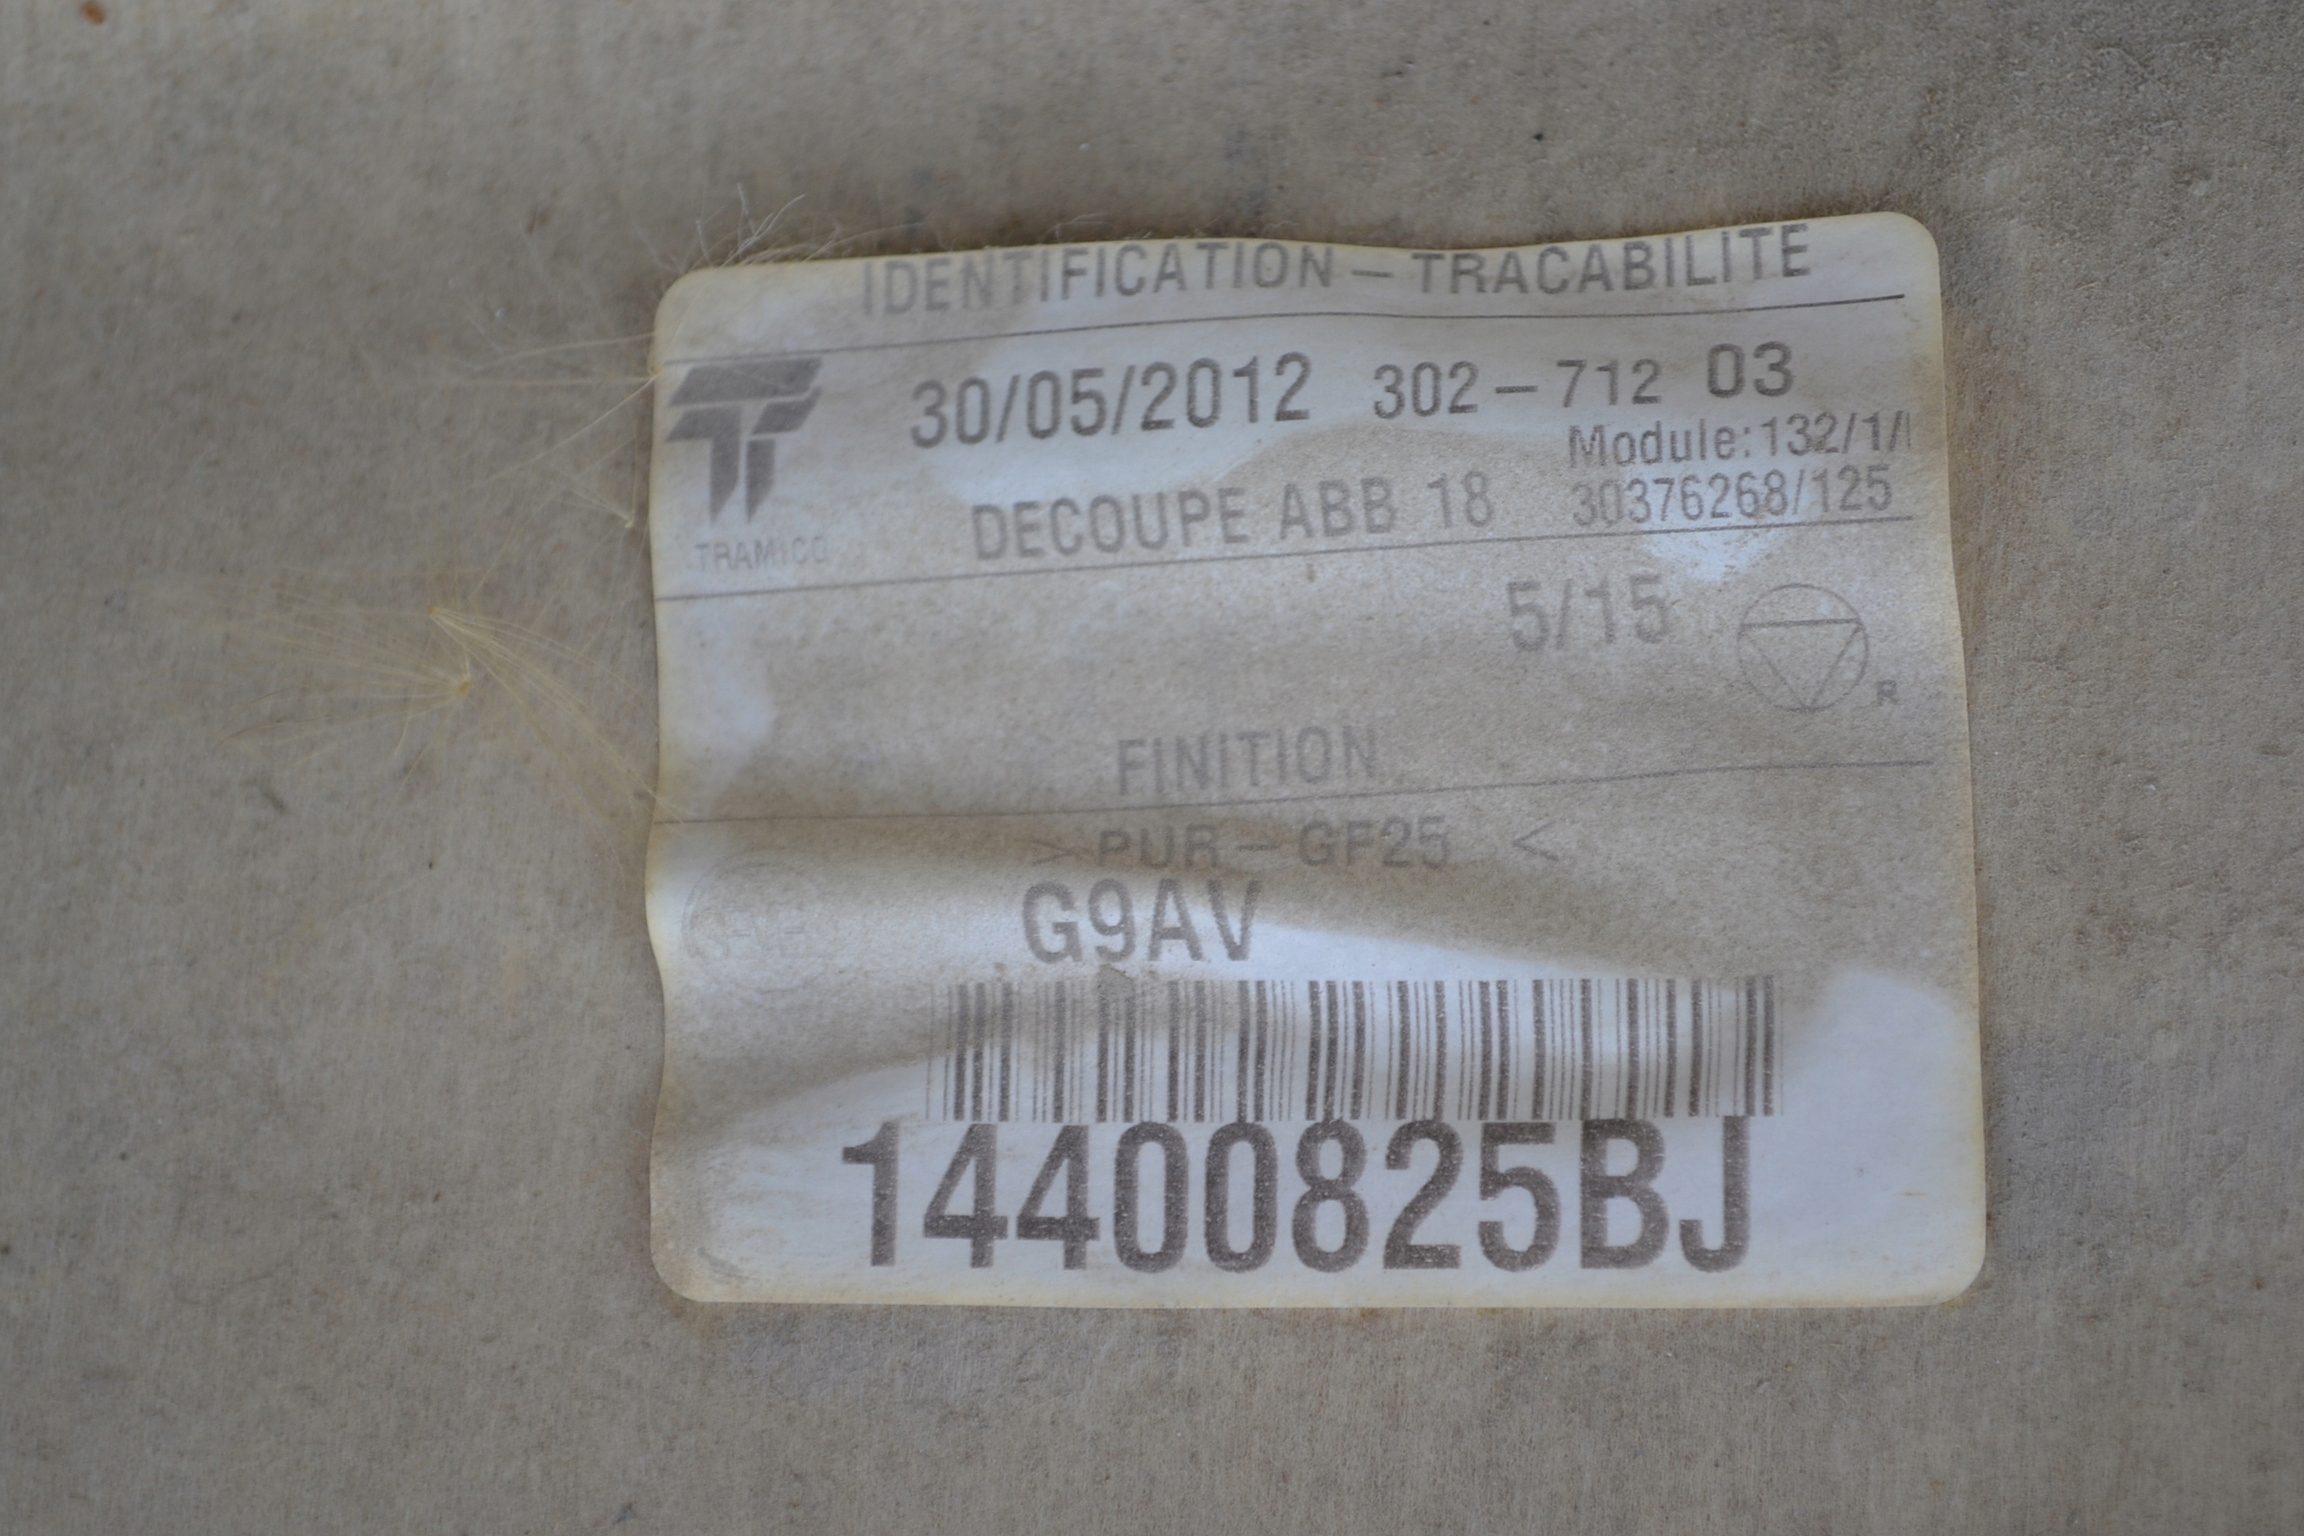 IDENTIFICATION – TRACABILITE
30/05/2012 302–712 03
Module:132/1/
DECOUPE ABB 18 30376268/125
TRAMICO
5/15
R
FINITION
> PUR – GF25 <
G9AV
14400825BJ